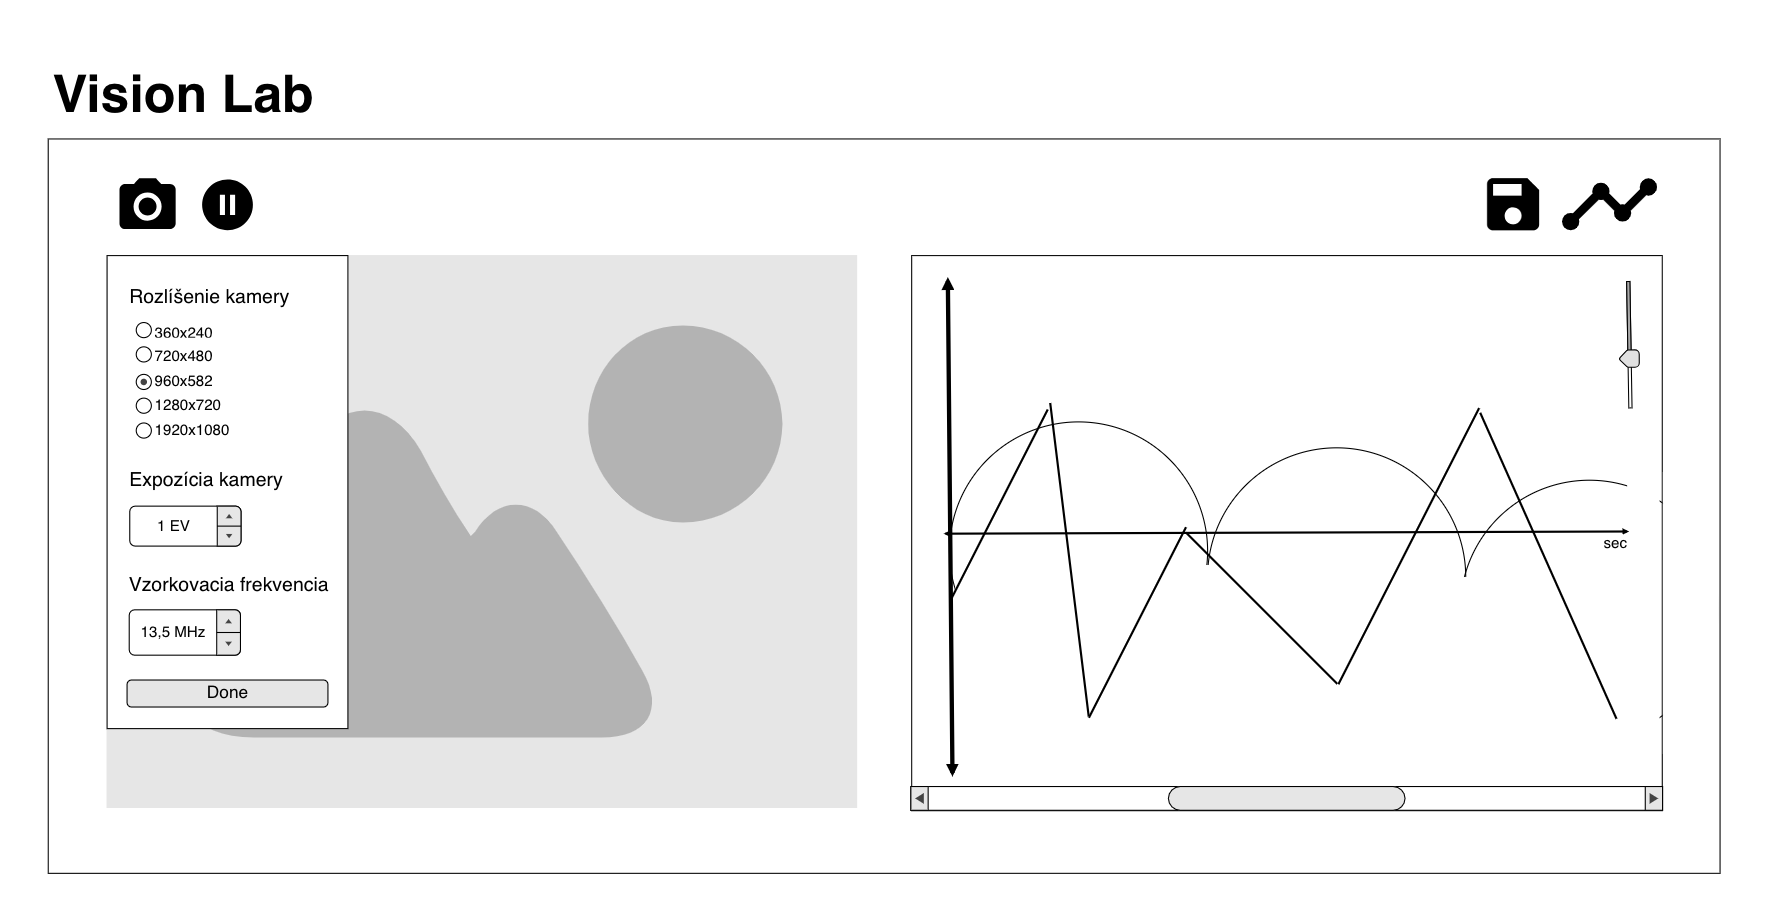 Vision Lab
Rozlíšenie kamery
360x240
720x480
960x582
1280x720
1920x1080
Expozícia kamery
1 EV
Vzorkovacia frekvencia
13,5 MHz
Done
sec